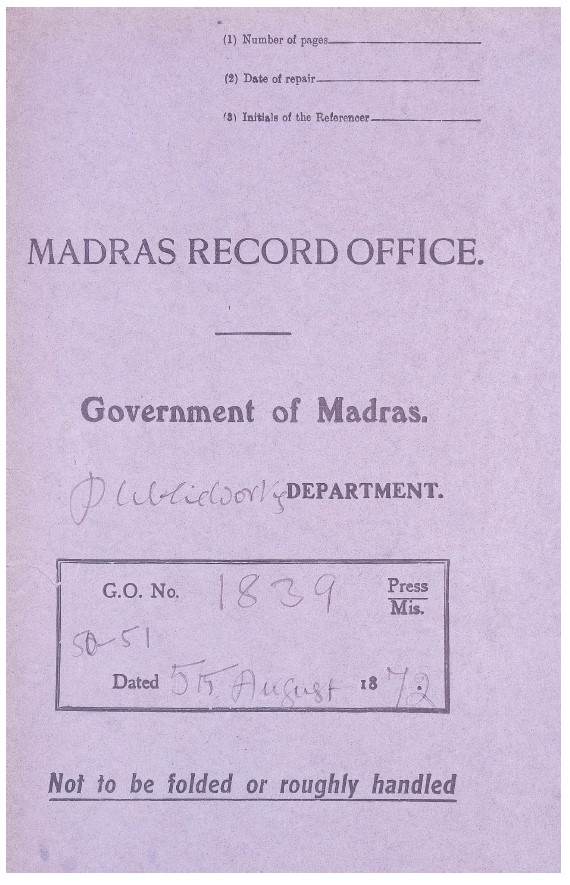 (1) Number of pages
(2) Date of repair
(3) Initials of the Referencer
MADRAS RECORD OFFICE.
Government of Madras.
Publicworks DEPARTMENT.
G.O. No. 1839 Press
Mis.
50-51
Dated 5th August 1872
Not to be folded or roughly handled